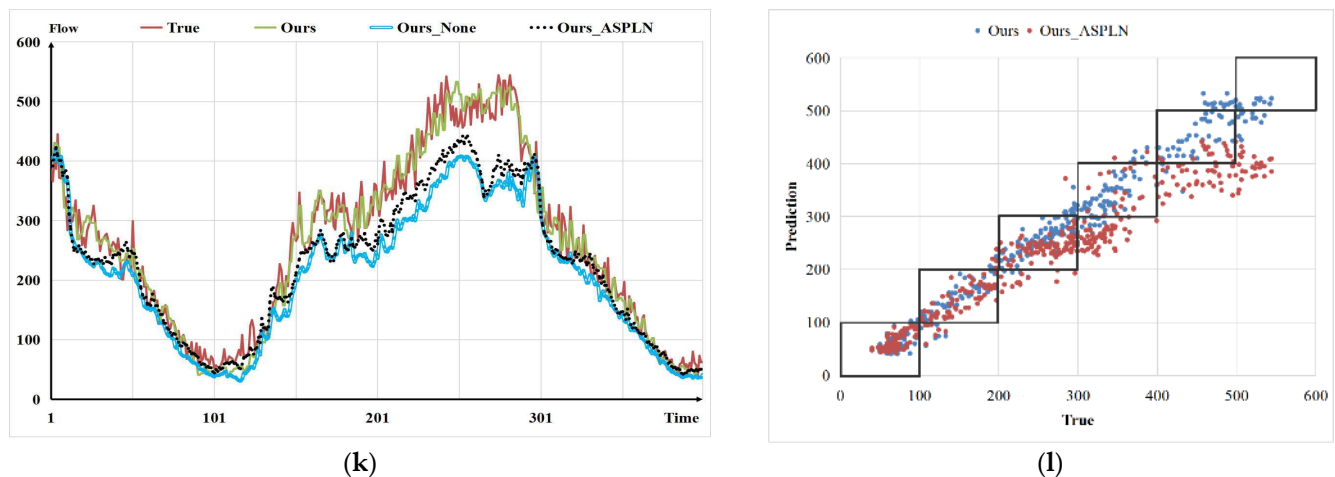 Flow
True Ours Ours_None Ours_ASPLN
600
500
400
300
200
100
0
1 101 201 301 Time
(k)
Ours Ours_ASPLN
600
500
400
300
200
100
0
Prediction
0 100 200 300 400 500 600
True
(l)